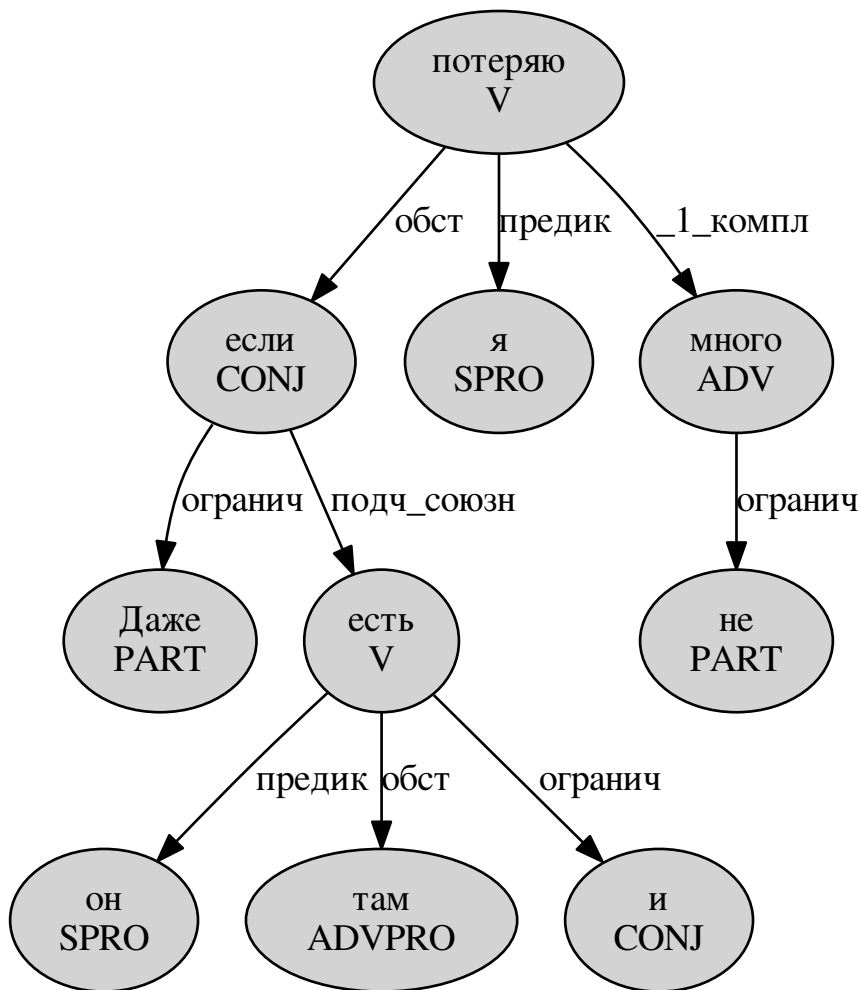 потеряю
V
обст
предик
_1_компл
если
CONJ
я
SPRO
много
ADV
огранич
подч_союзн
огранич
Даже
PART
есть
V
не
PART
предик
обст
огранич
он
SPRO
там
ADVPRO
и
CONJ